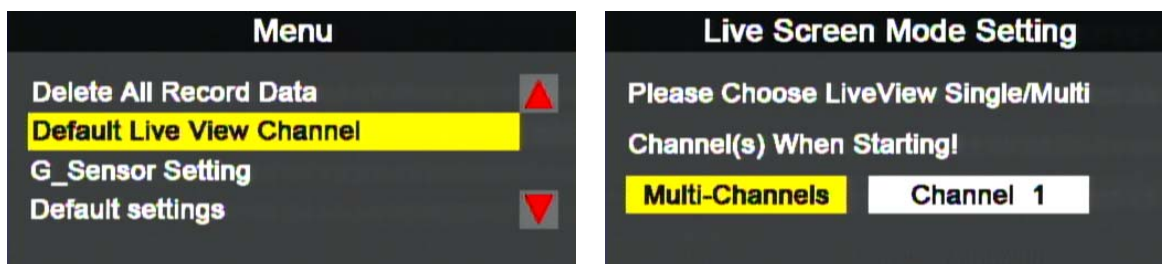 Menu
Delete All Record Data
Default Live View Channel
G_Sensor Setting
Default settings
Live Screen Mode Setting
Please Choose LiveView Single/Multi
Channel(s) When Starting!
Multi-Channels
Channel 1